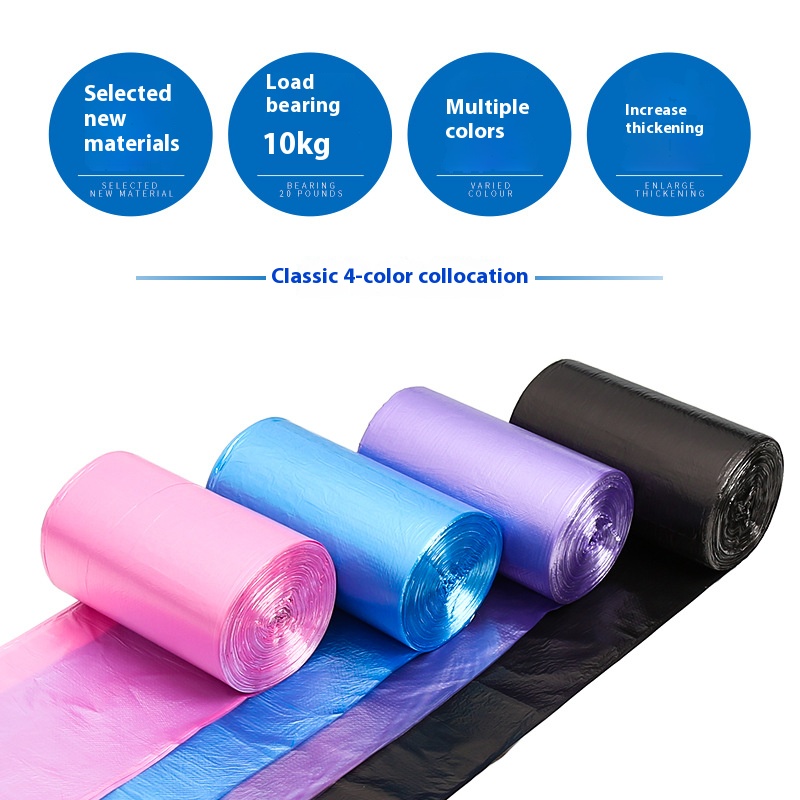 Selected
new
materials
SELECTED
NEW MATERIAL
Load
bearing
10kg
BEARING
20 POUNDS
Multiple
colors
VARIED
COLOUR
Increase
thickening
ENLARGE
THICKENING
Classic 4-color collocation